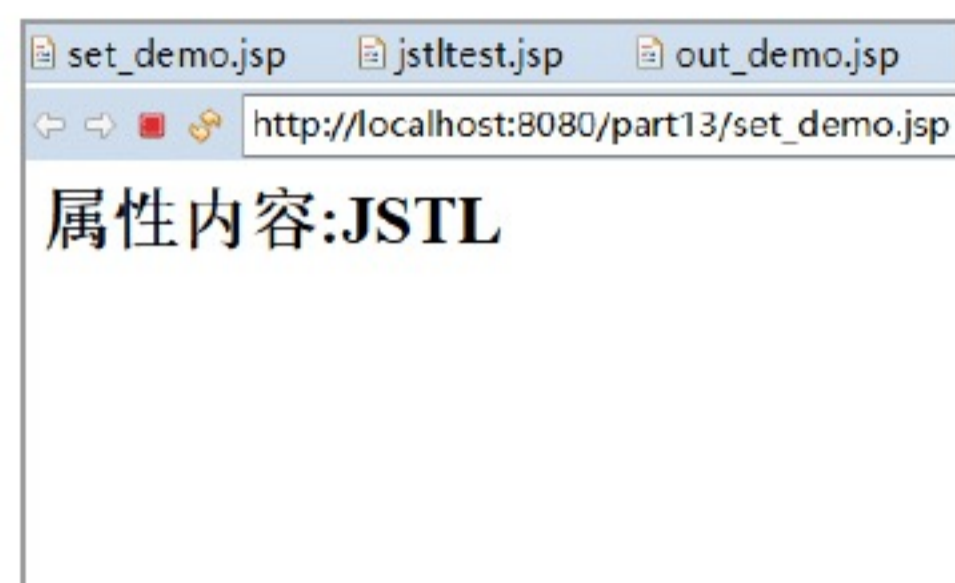 set_demo.jsp jstltest.jsp out_demo.jsp
http://localhost:8080/part13/set_demo.jsp
属性内容:JSTL